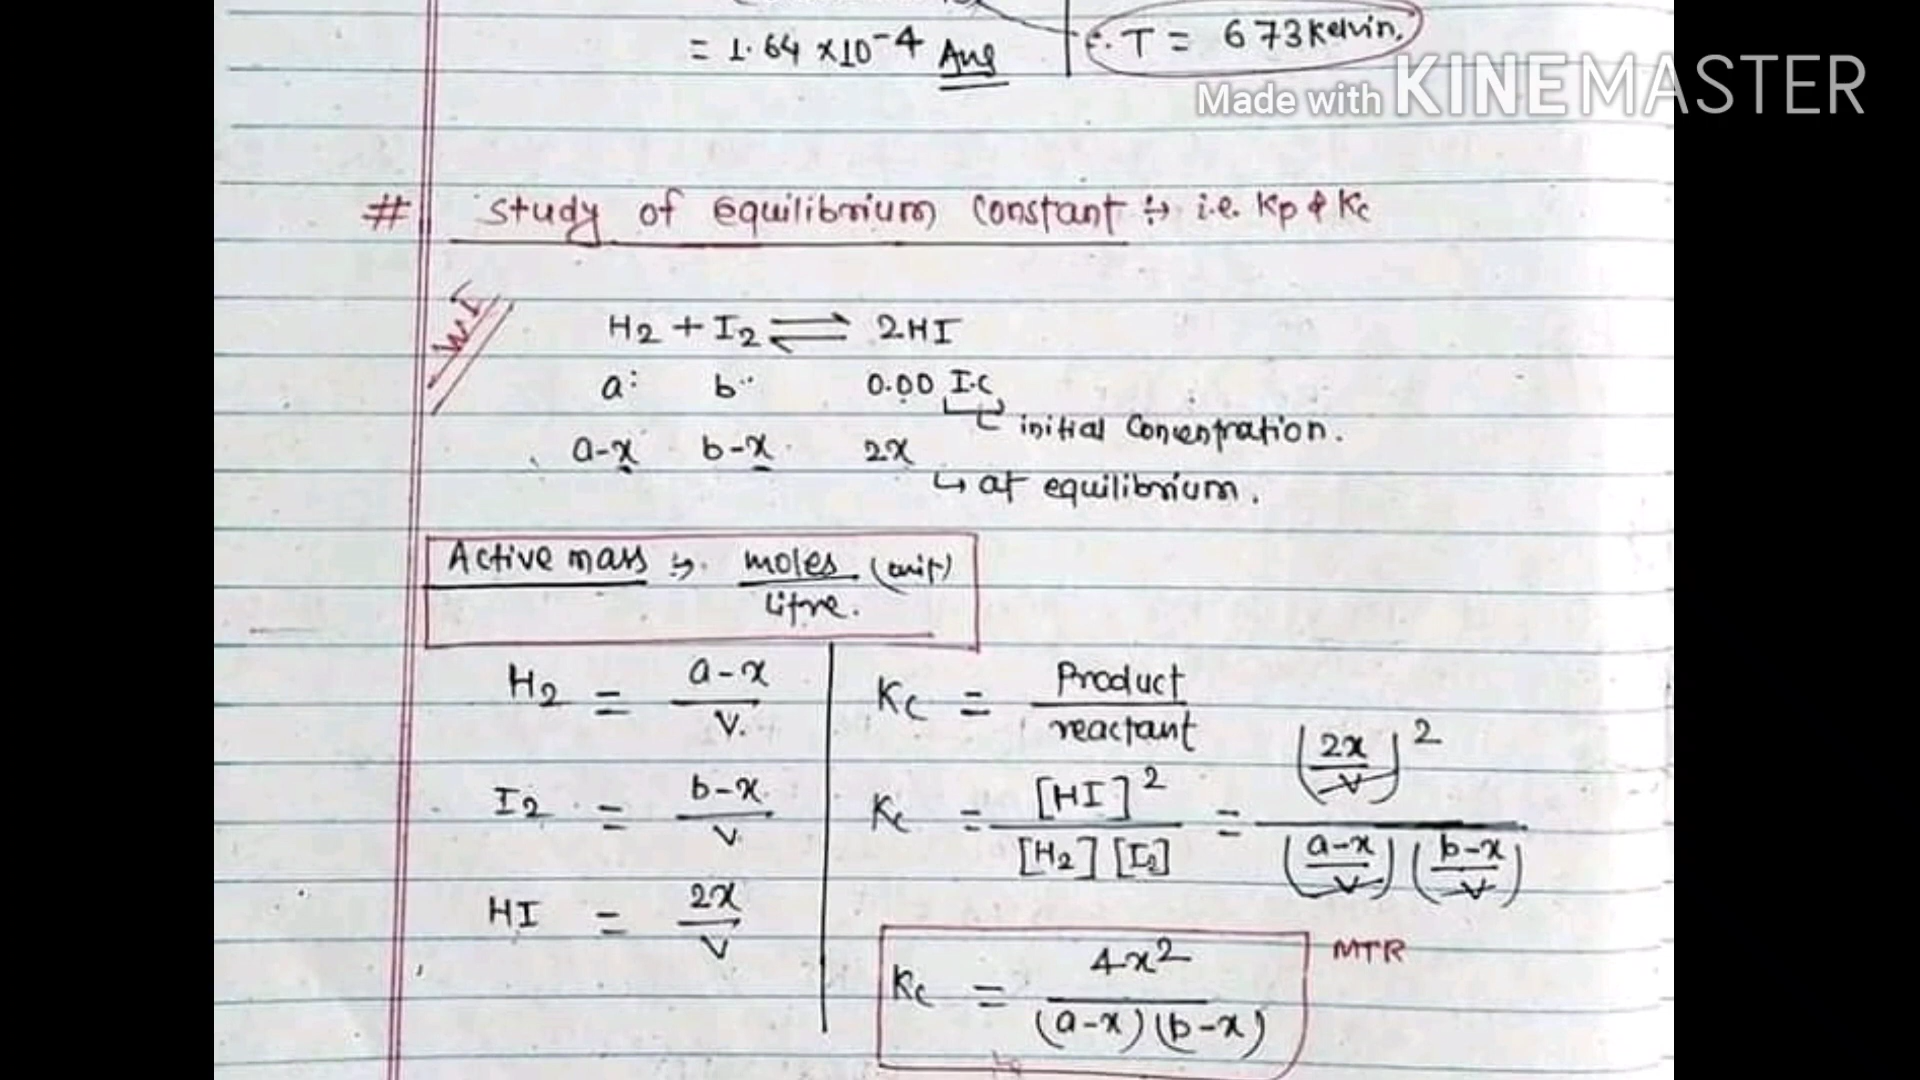 = 1.64 x10-4 Ans
∴ T = 673 Kelvin.
Made with KINEMASTER
# Study of equilibrium constant :→ i.e. Kp & Kc
H2 + I2 ⇌ 2HI
a b 0.00 I.C
initial Concentration.
a-x b-x 2x
↳ at equilibrium.
Active mass :→ moles/litre. (unit)
H2 = a-x/V.
I2 = b-x/V
HI = 2x/V
Kc = Product/reactant
Kc = [HI]2/[H2][I2] = (2x/V)2/(a-x/V)(b-x/V)
Kc = 4x2/(a-x)(b-x)
MTR